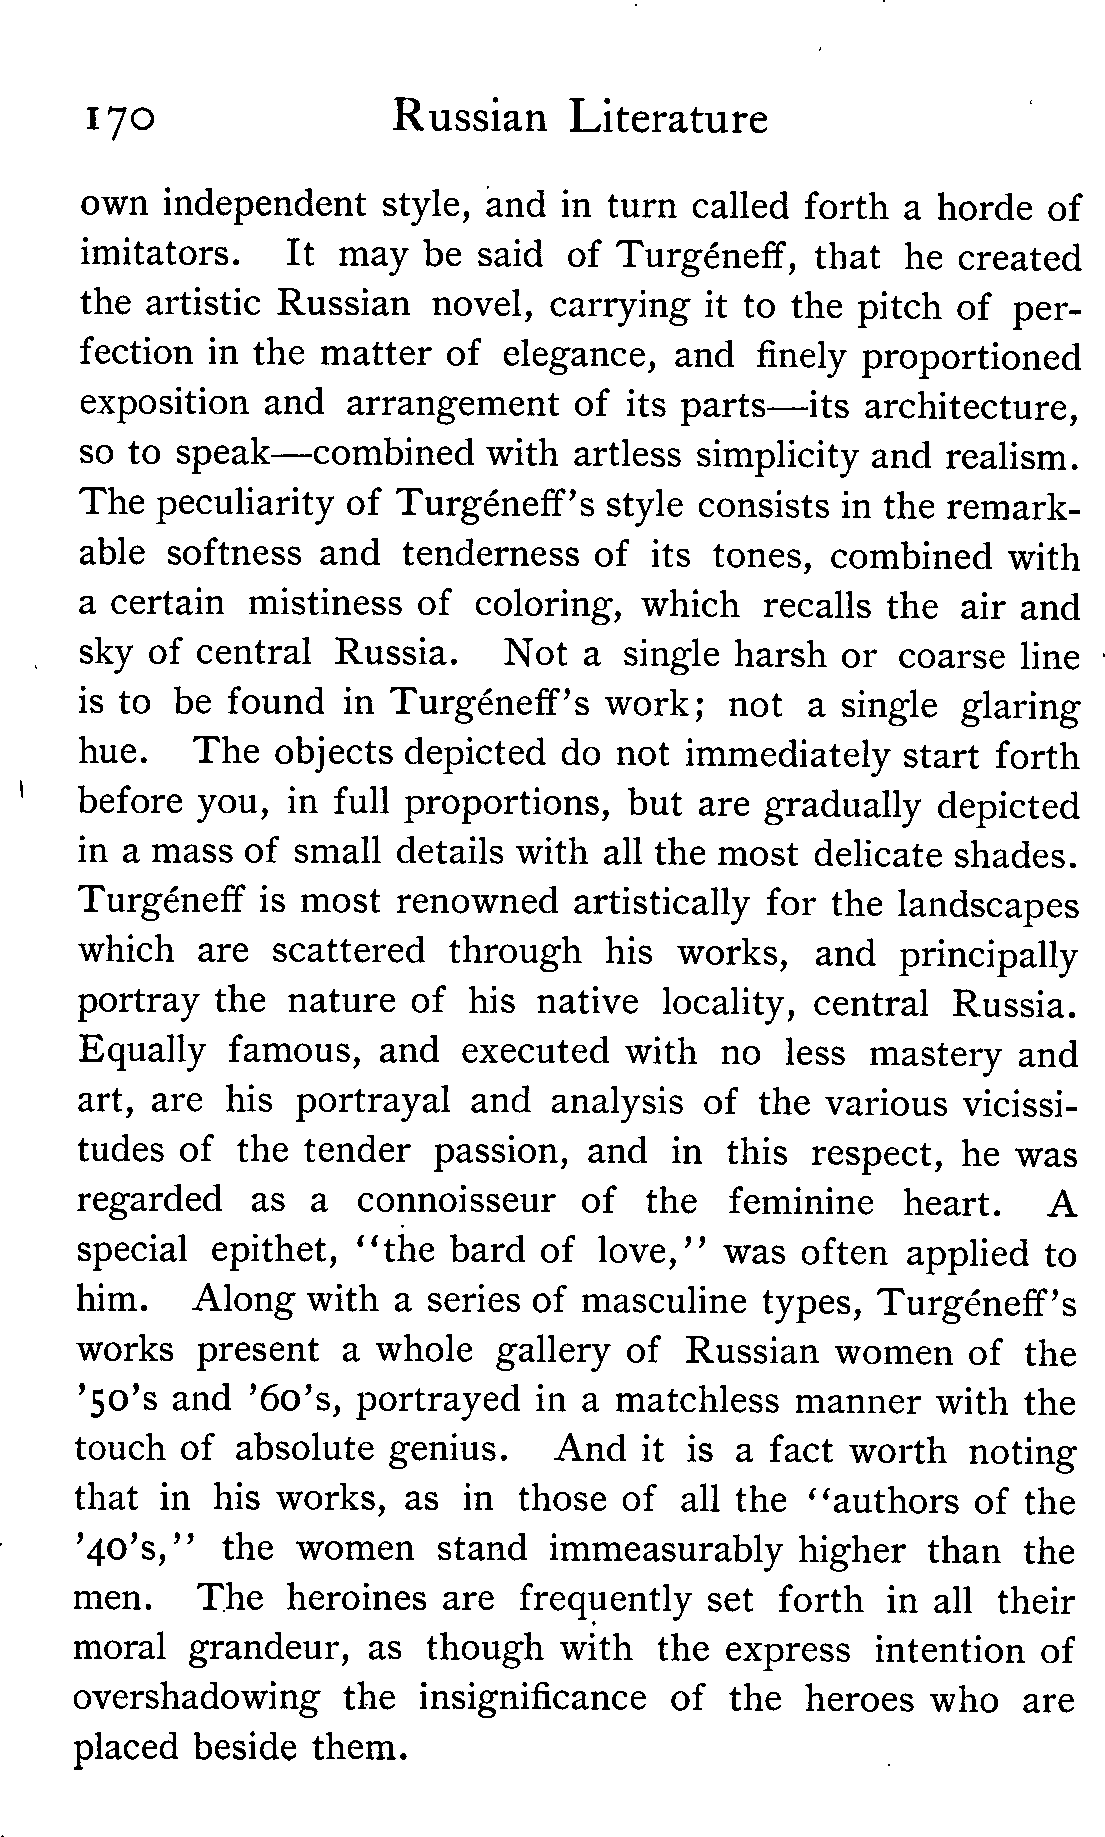 170 Russian Literature
own independent style, and in turn called forth a horde of
imitators. It may be said of Turgéneff, that he created
the artistic Russian novel, carrying it to the pitch of per-
fection in the matter of elegance, and finely proportioned
exposition and arrangement of its parts—its architecture,
so to speak—combined with artless simplicity and realism.
The peculiarity of Turgéneff's style consists in the remark-
able softness and tenderness of its tones, combined with
a certain mistiness of coloring, which recalls the air and
sky of central Russia. Not a single harsh or coarse line
is to be found in Turgéneff's work; not a single glaring
hue. The objects depicted do not immediately start forth
before you, in full proportions, but are gradually depicted
in a mass of small details with all the most delicate shades.
Turgéneff is most renowned artistically for the landscapes
which are scattered through his works, and principally
portray the nature of his native locality, central Russia.
Equally famous, and executed with no less mastery and
art, are his portrayal and analysis of the various vicissi-
tudes of the tender passion, and in this respect, he was
regarded as a connoisseur of the feminine heart. A
special epithet, "the bard of love," was often applied to
him. Along with a series of masculine types, Turgéneff's
works present a whole gallery of Russian women of the
'50's and '60's, portrayed in a matchless manner with the
touch of absolute genius. And it is a fact worth noting
that in his works, as in those of all the "authors of the
'40's," the women stand immeasurably higher than the
men. The heroines are frequently set forth in all their
moral grandeur, as though with the express intention of
overshadowing the insignificance of the heroes who are
placed beside them.